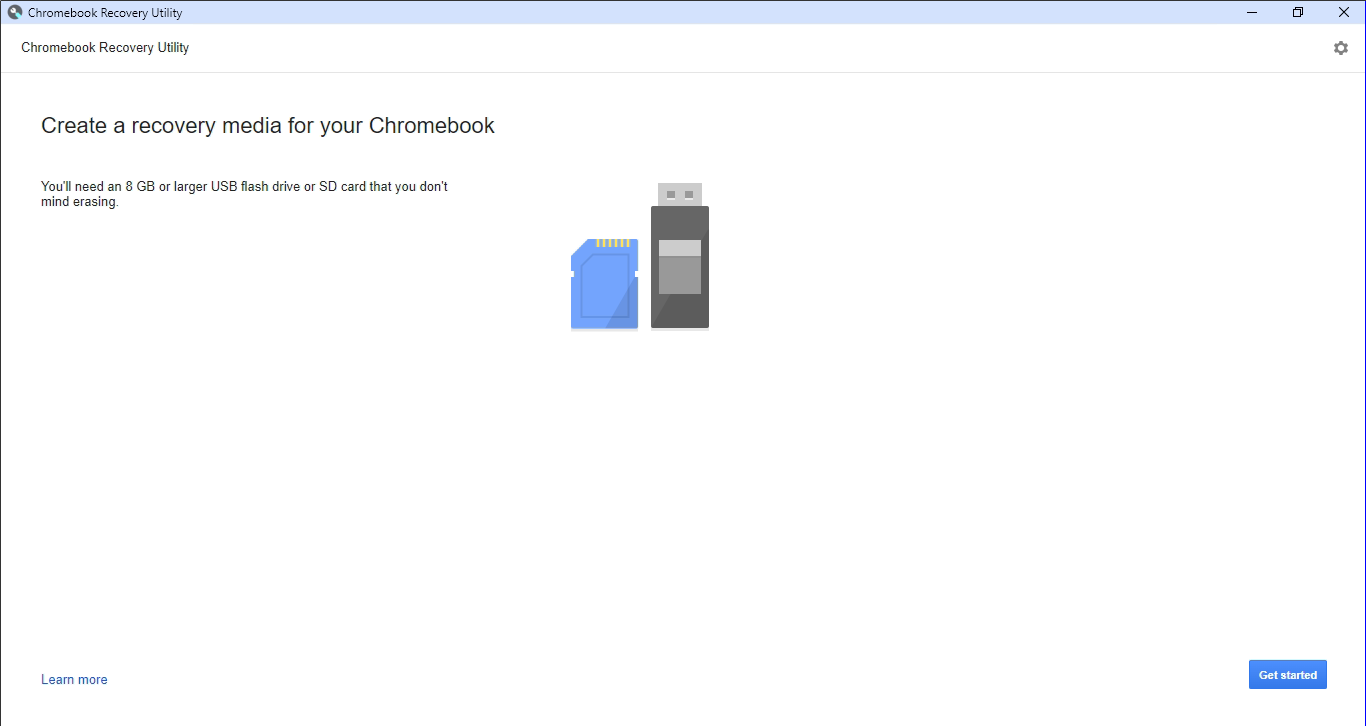 Chromebook Recovery Utility
Chromebook Recovery Utility
Create a recovery media for your Chromebook
You'll need an 8 GB or larger USB flash drive or SD card that you don't
mind erasing.
Learn more
Get started